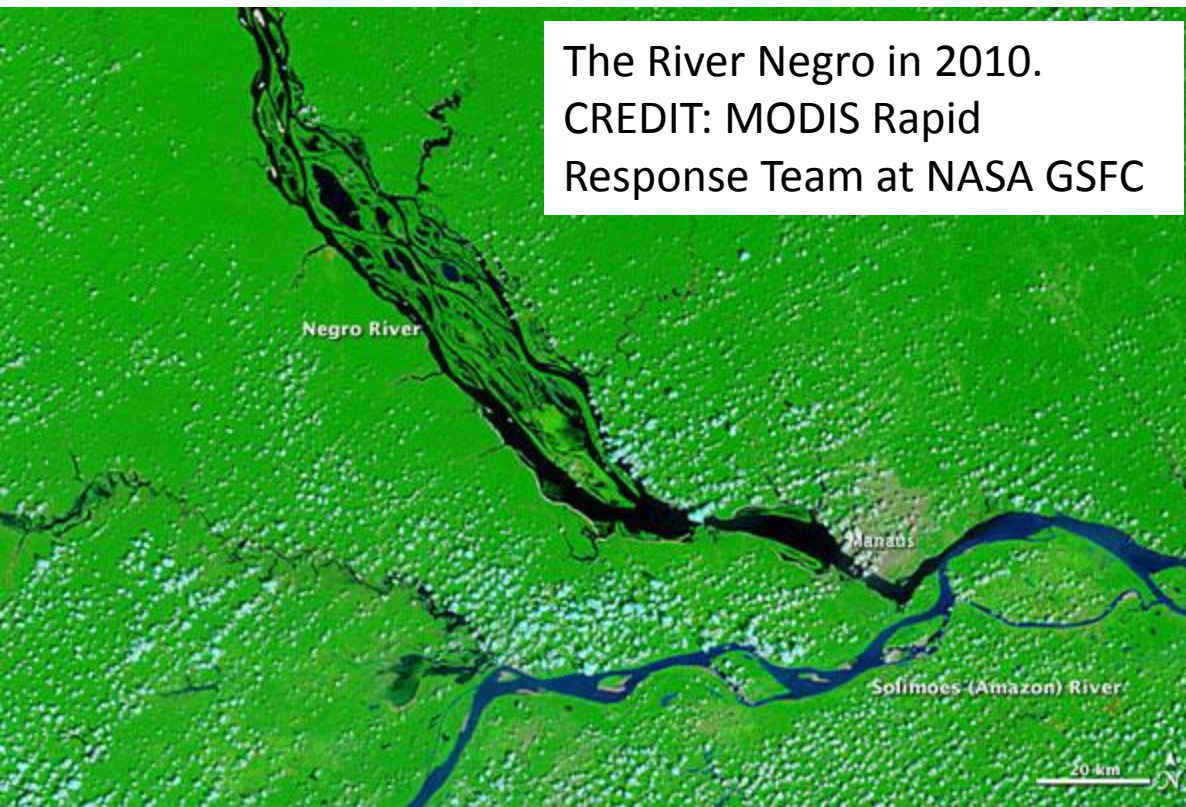 The River Negro in 2010.
CREDIT: MODIS Rapid
Response Team at NASA GSFC
Negro River
Manaus
Solimoes (Amazon) River
20 km
N